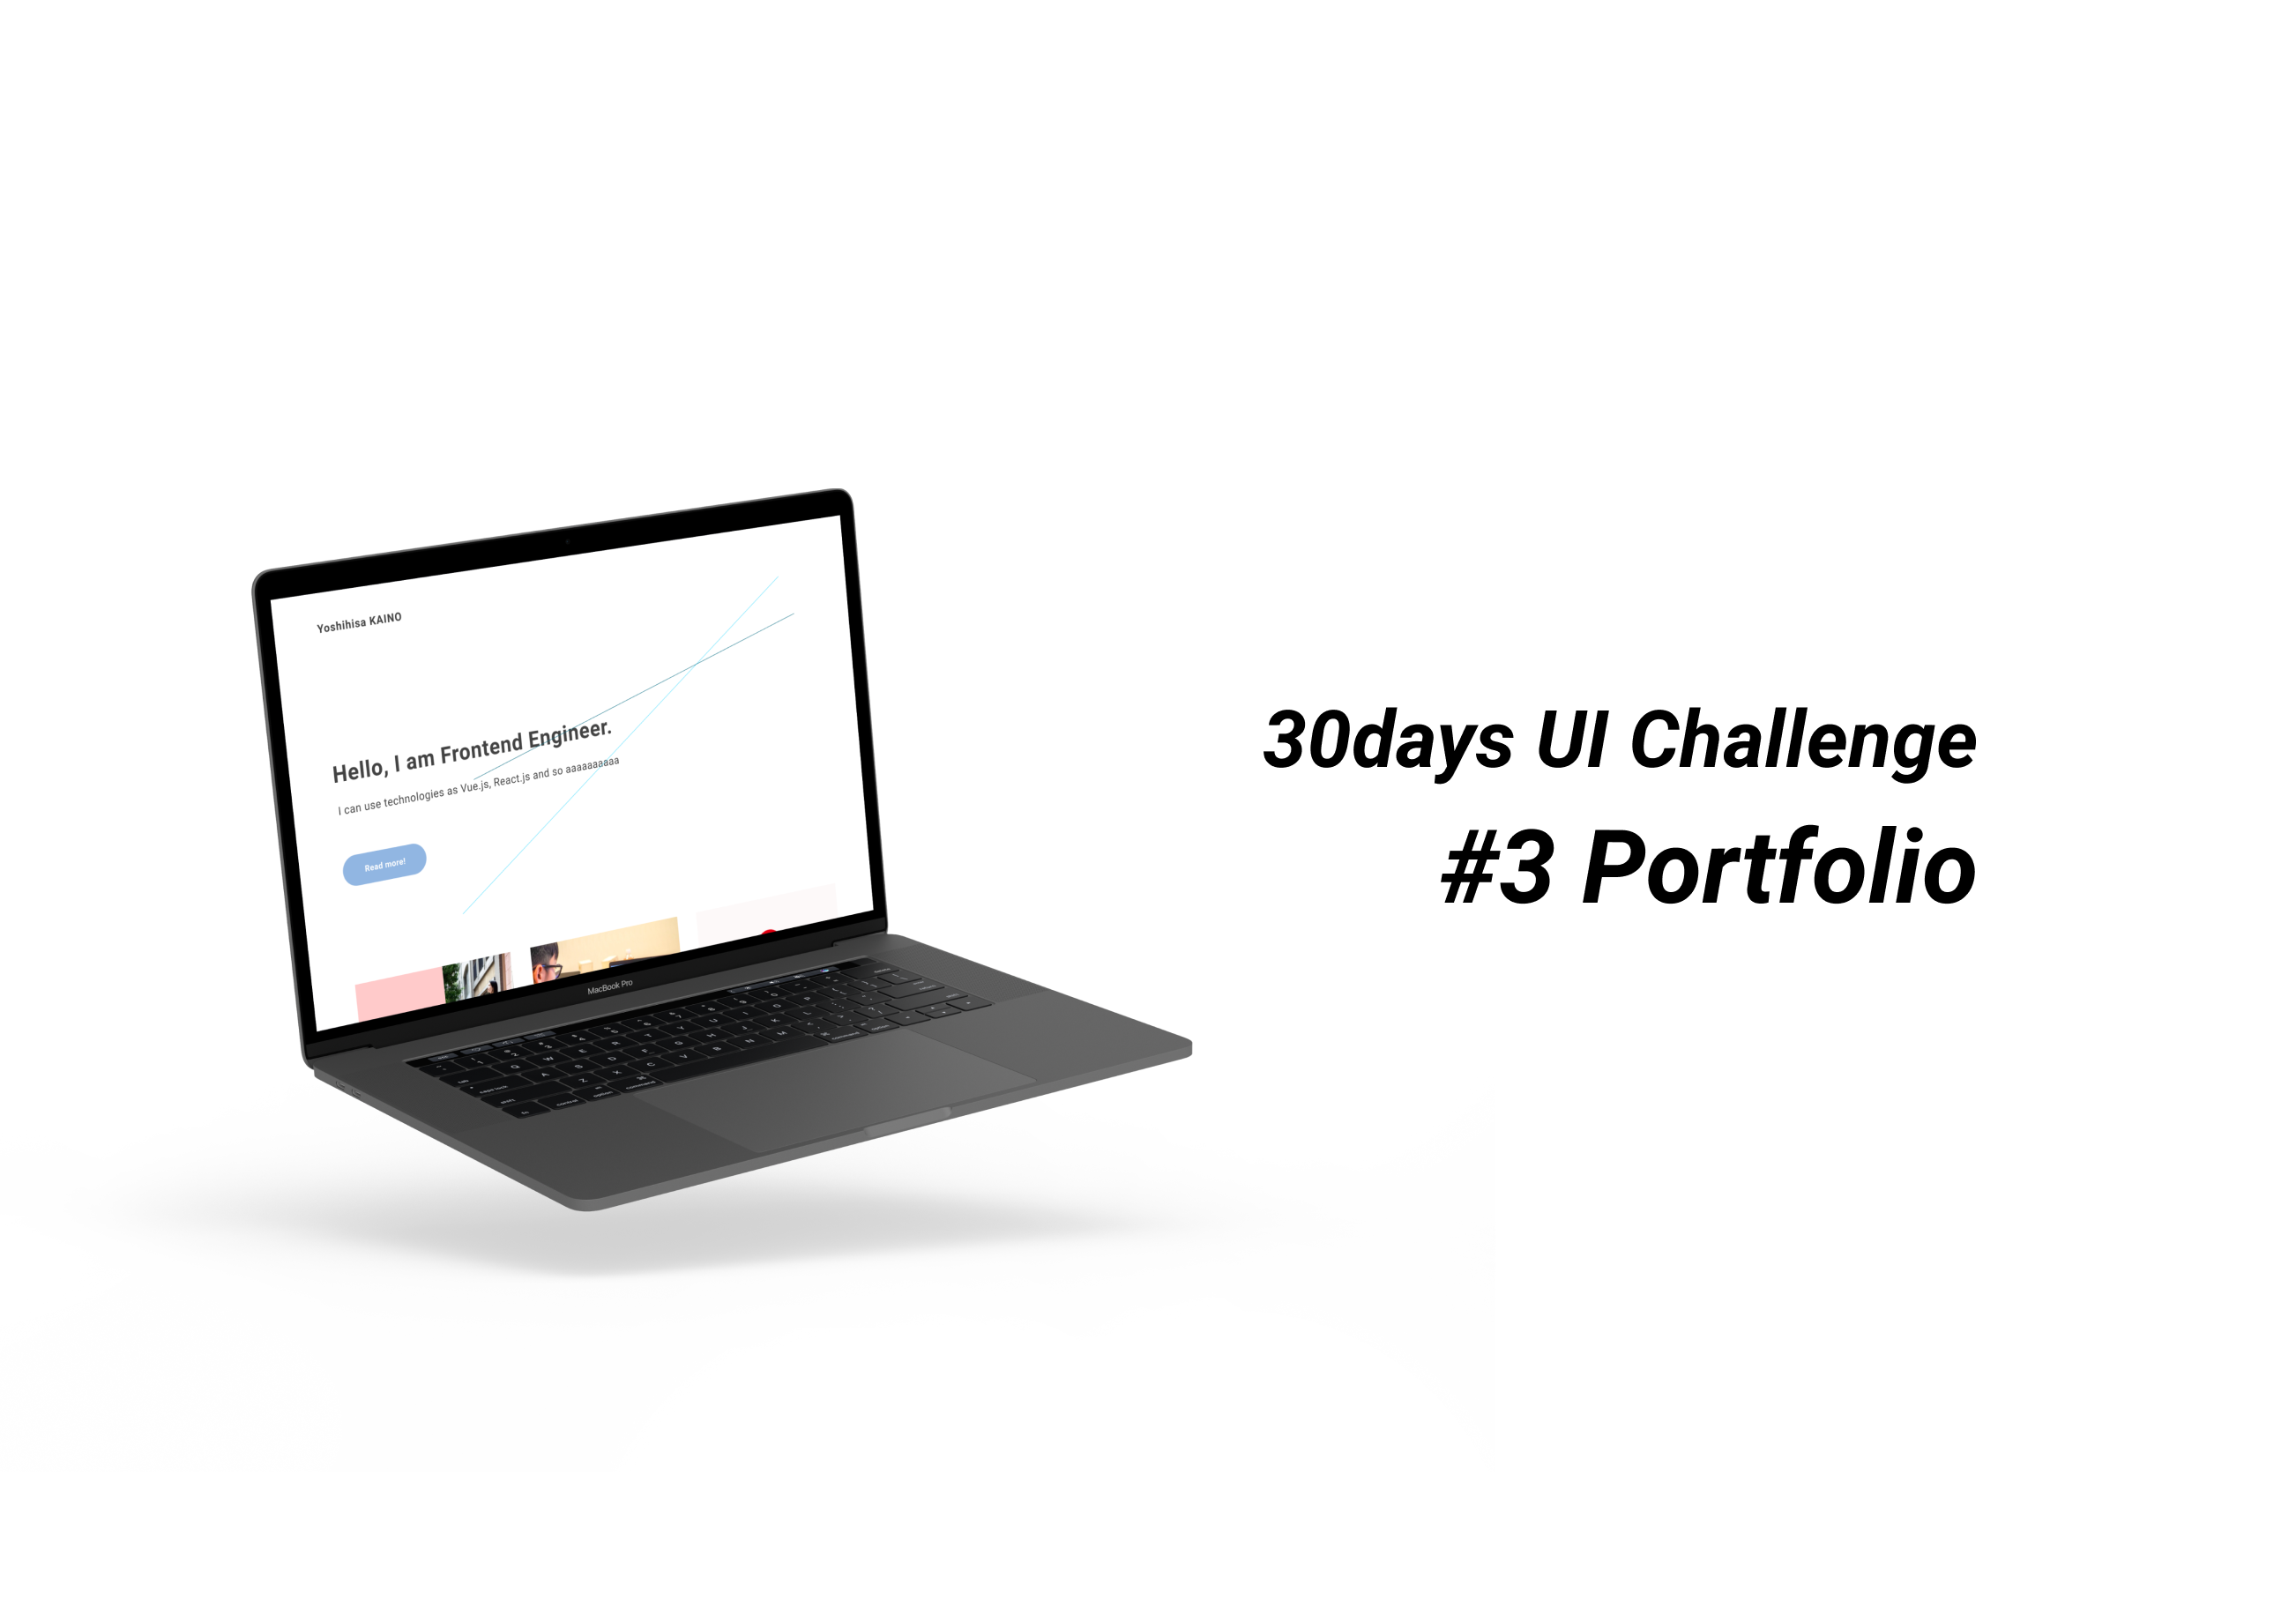 Yoshihisa KAINO
Hello, I am Frontend Engineer.
I can use technologies as Vue.js, React.js and so aaaaaaaaaa
Read more!
MacBook Pro
30days UI Challenge
#3 Portfolio